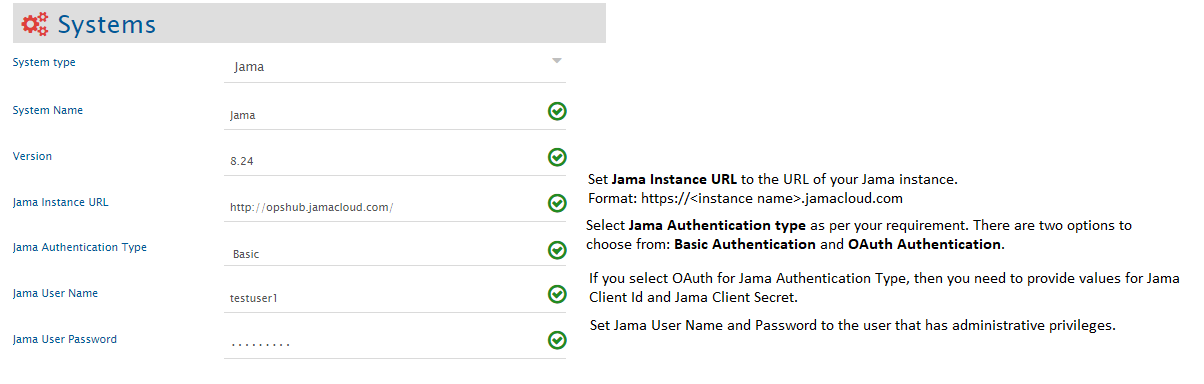 Systems
System type
Jama
System Name
Jama
Version
8.24
Jama Instance URL
http://opshub.jamacloud.com/
Jama Authentication Type
Basic
Jama User Name
testuser1
Jama User Password
.........
Set Jama Instance URL to the URL of your Jama instance.
Format: https://<instance name>.jamacloud.com
Select Jama Authentication type as per your requirement. There are two options to
choose from: Basic Authentication and OAuth Authentication.
If you select OAuth for Jama Authentication Type, then you need to provide values for Jama
Client Id and Jama Client Secret.
Set Jama User Name and Password to the user that has administrative privileges.